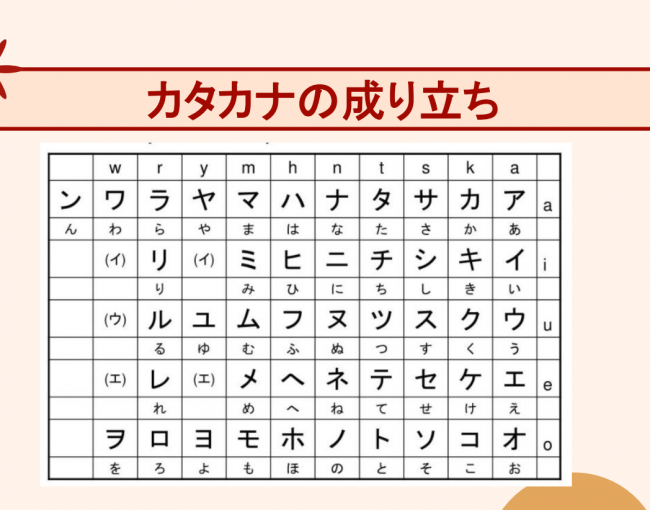 カタカナの成り立ち
w r y m h n t s k a
ン ワ ラ ヤ マ ハ ナ タ サ カ ア a
ん わ ら や ま は な た さ か あ
(イ) リ (イ) ミ ヒ ニ チ シ キ イ i
り み ひ に ち し き い
(ウ) ル ユ ム フ ヌ ツ ス ク ウ u
る ゆ む ふ ぬ つ す く う
(エ) レ (エ) メ ヘ ネ テ セ ケ エ e
れ め へ ね て せ け え
ヲ ロ ヨ モ ホ ノ ト ソ コ オ o
を ろ よ も ほ の と そ こ お